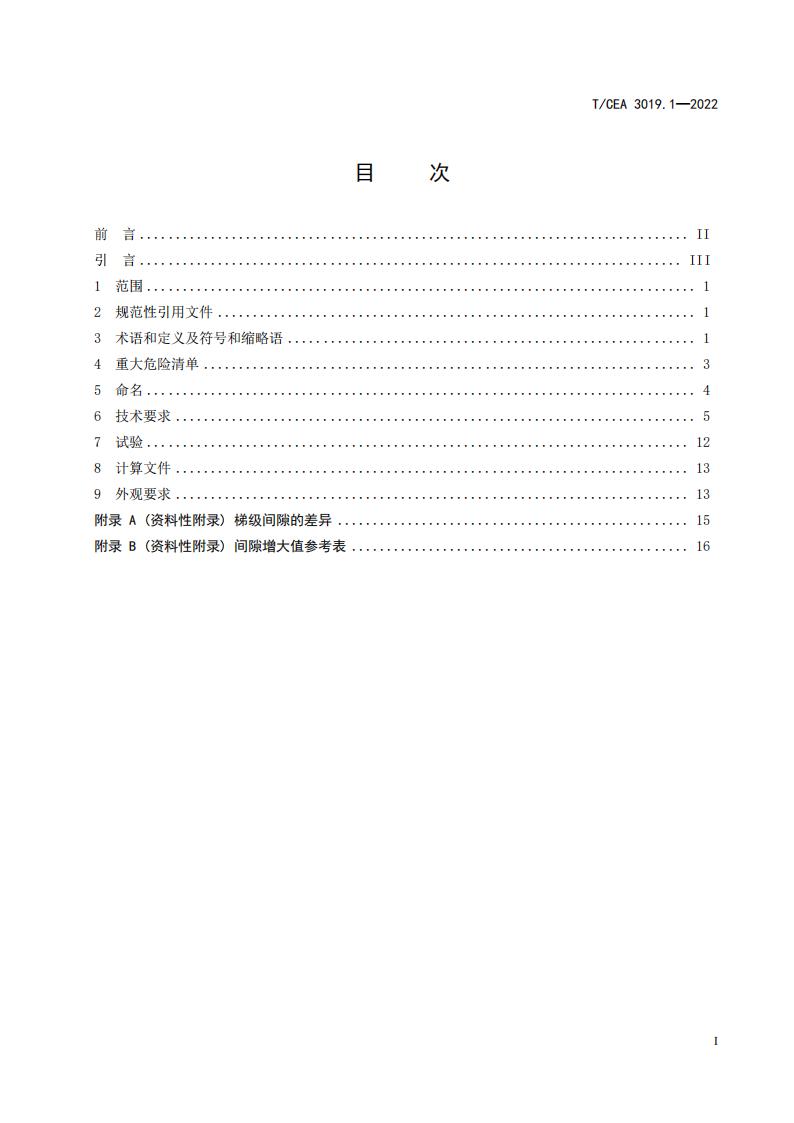 T/CEA 3019.1—2022
目 次
前 言 ................................................................................ II
引 言 ................................................................................ III
1 范围 ................................................................................ 1
2 规范性引用文件 ................................................................................ 1
3 术语和定义及符号和缩略语 ................................................................................ 1
4 重大危险清单 ................................................................................ 3
5 命名 ................................................................................ 4
6 技术要求 ................................................................................ 5
7 试验 ................................................................................ 12
8 计算文件 ................................................................................ 13
9 外观要求 ................................................................................ 13
附录 A（资料性附录）梯级间隙的差异 ................................................................................ 15
附录 B（资料性附录）间隙增大值参考表 ................................................................................ 16
I